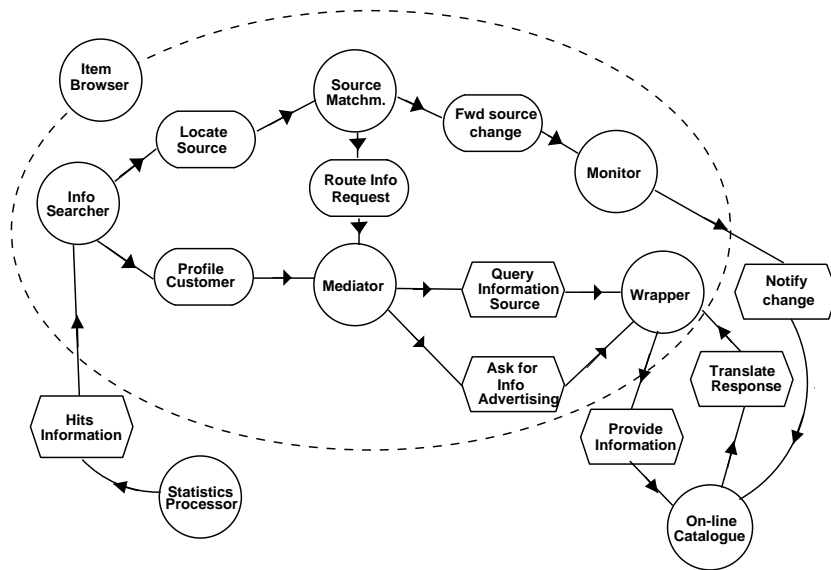 Item
Browser
Source
Matchm.
Locate
Source
Fwd source
change
Route Info
Request
Monitor
Info
Searcher
Profile
Customer
Mediator
Query
Information
Source
Wrapper
Notify
change
Ask for
Info
Advertising
Translate
Response
Hits
Information
Provide
Information
Statistics
Processor
On-line
Catalogue